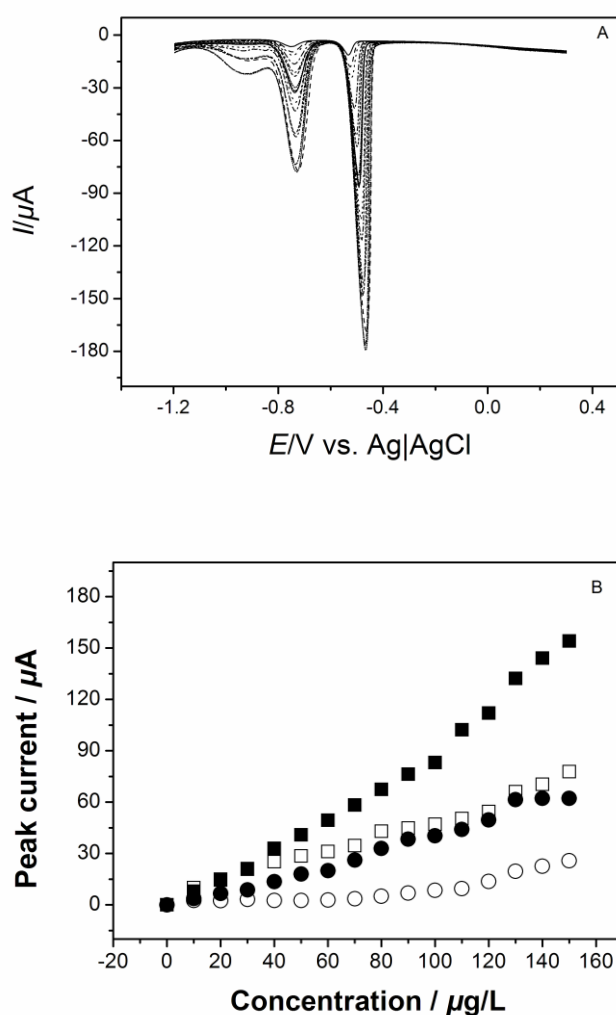 A
0
-30
-60
-90
-120
-150
-180
I/µA
-1.2 -0.8 -0.4 0.0 0.4
E/V vs. Ag|AgCl
B
180
150
120
90
60
30
0
Peak current / µA
-20 0 20 40 60 80 100 120 140 160
Concentration / µg/L